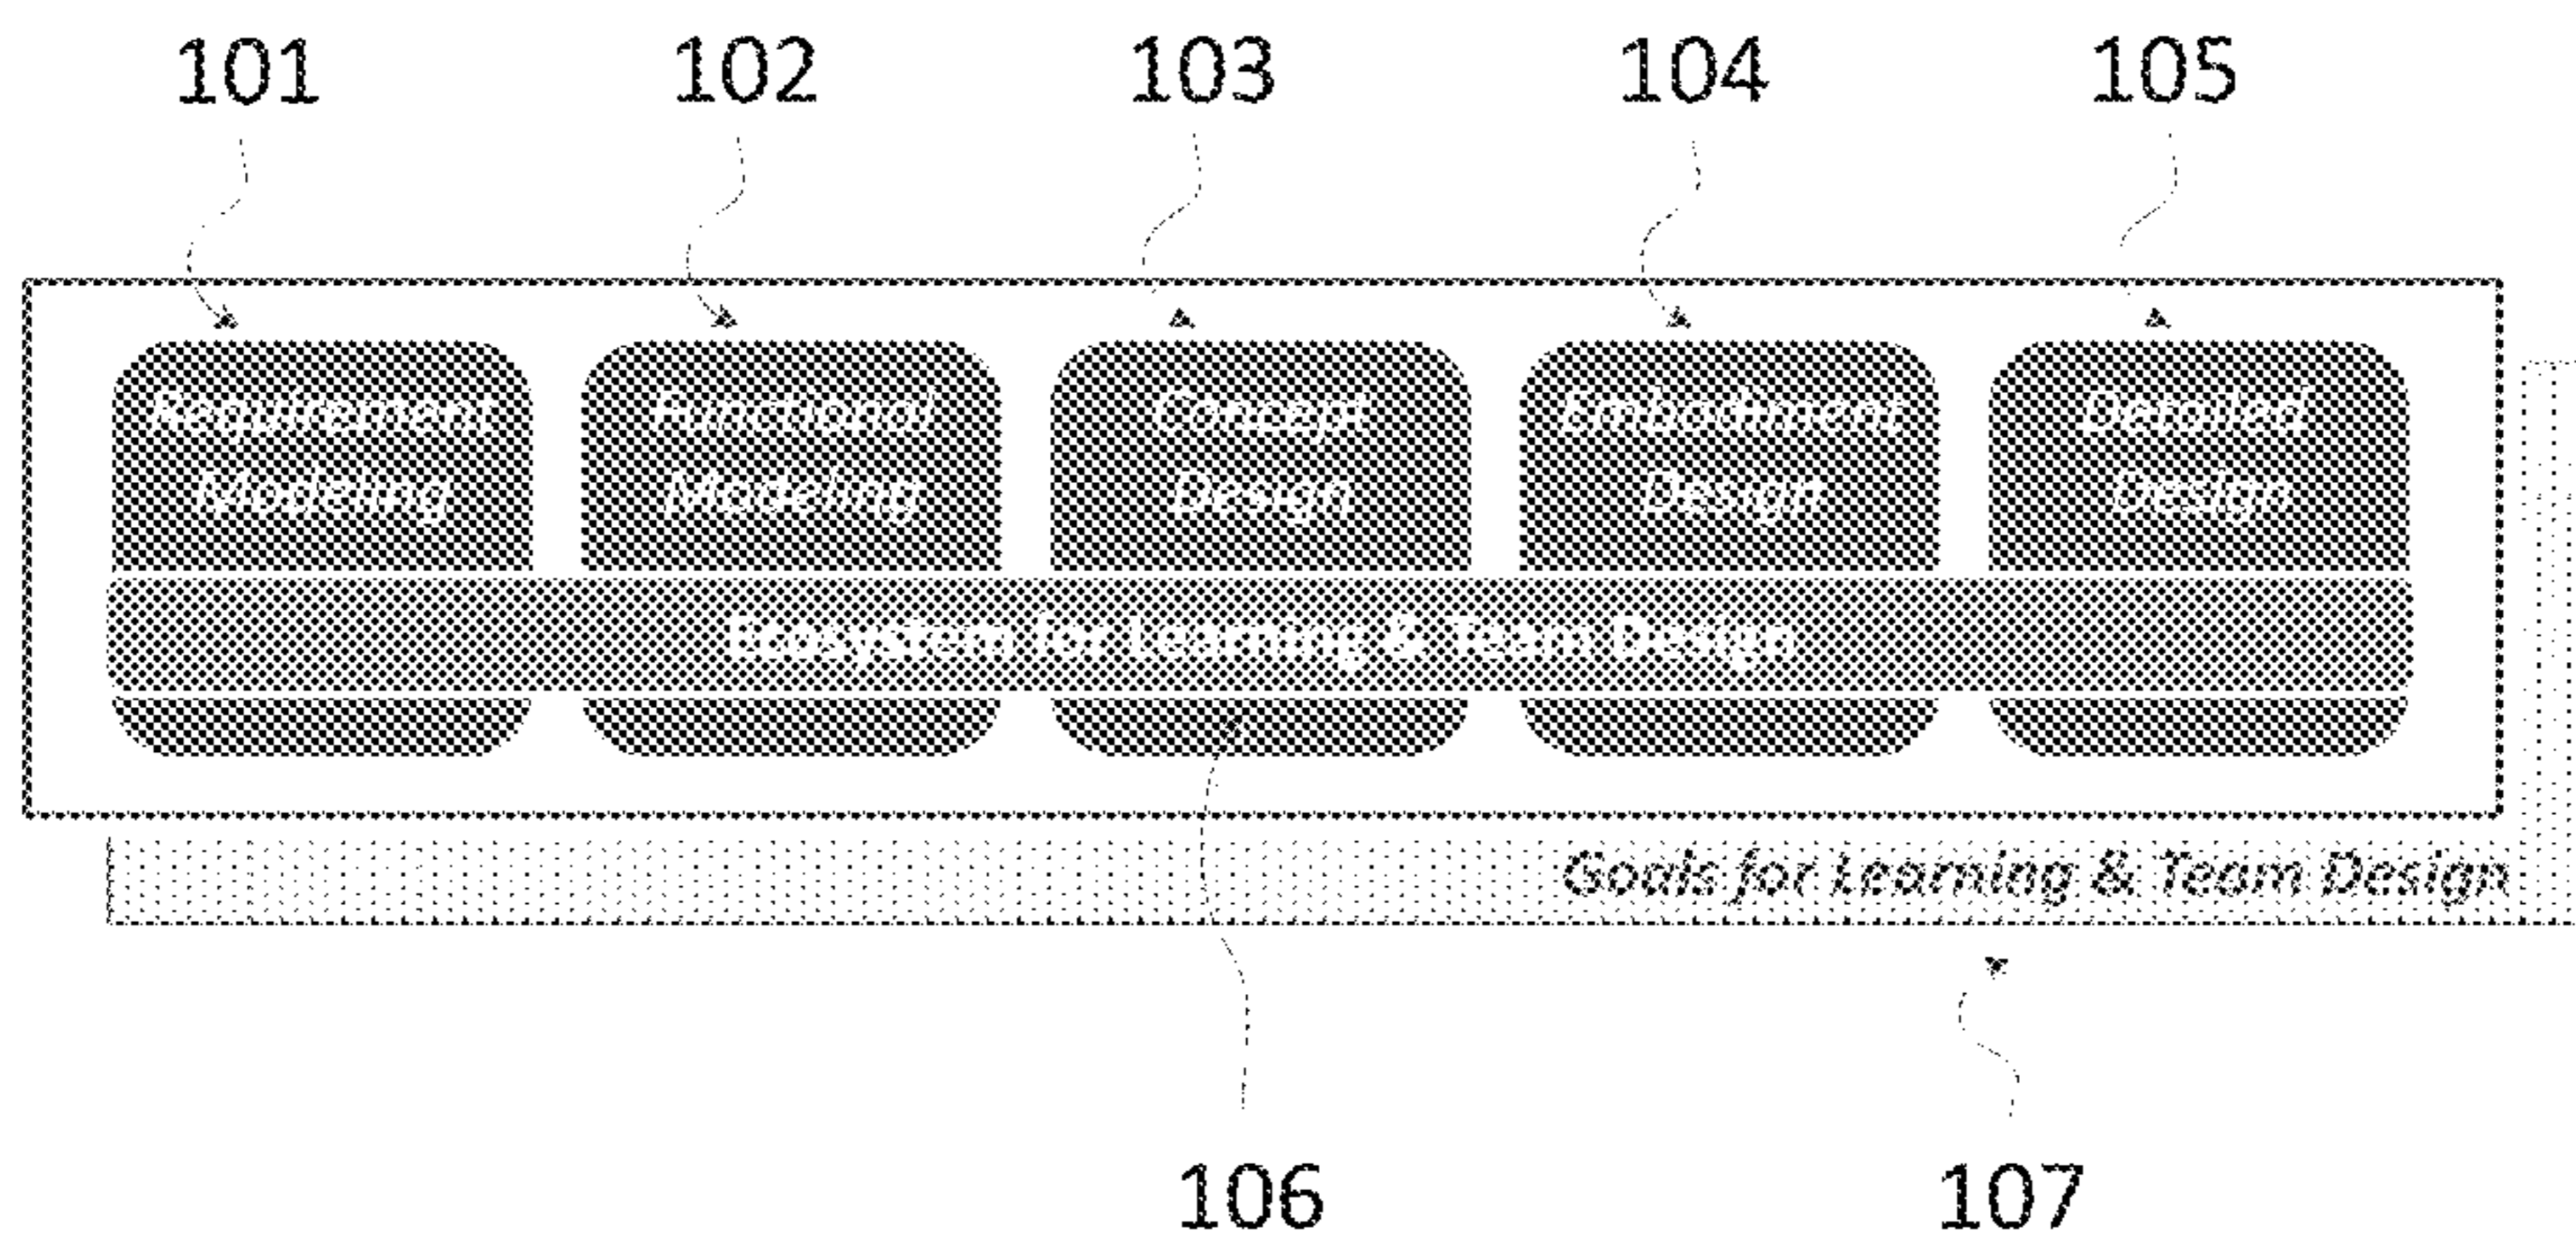 101 102 103 104 105
Requirement Functional Concept Embodiment Detailed
Modeling Modeling Design Design Design
Ecosystem for Learning & Team Design
Goals for Learning & Team Design
106 107